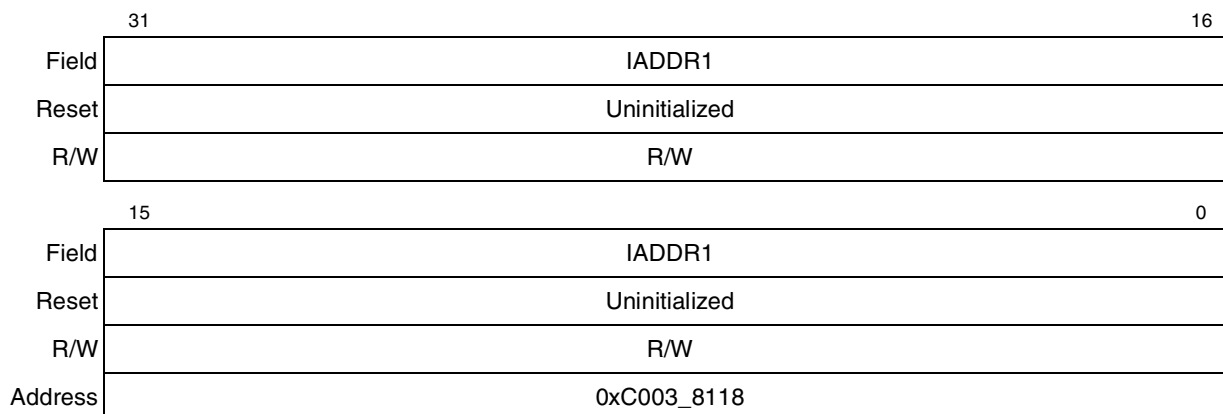 31 16
Field IADDR1
Reset Uninitialized
R/W R/W
15 0
Field IADDR1
Reset Uninitialized
R/W R/W
Address 0xC003_8118